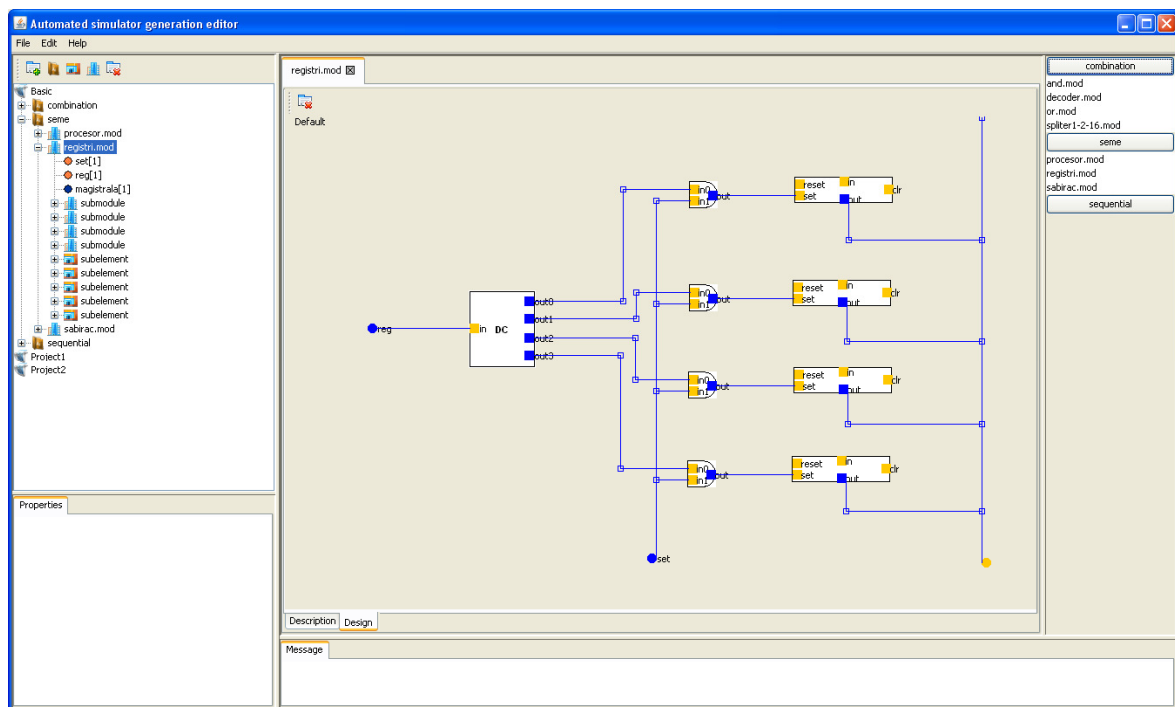 Automated simulator generation editor
File Edit Help
Basic
combination
seme
procesor.mod
registri.mod
set[1]
reg[1]
magistrala[1]
submodule
submodule
submodule
submodule
subelement
subelement
subelement
subelement
subelement
sabirac.mod
sequential
Project1
Project2
Properties
registri.mod
Default
in0
in1
out
reset
in
clr
set
out
in0
in1
out
reset
in
clr
set
out
reg
in
DC
out0
out1
out2
out3
in0
in1
out
reset
in
clr
set
out
in0
in1
out
reset
in
clr
set
out
set
Description
Design
Message
combination
and.mod
decoder.mod
or.mod
spliter1-2-16.mod
seme
procesor.mod
registri.mod
sabirac.mod
sequential